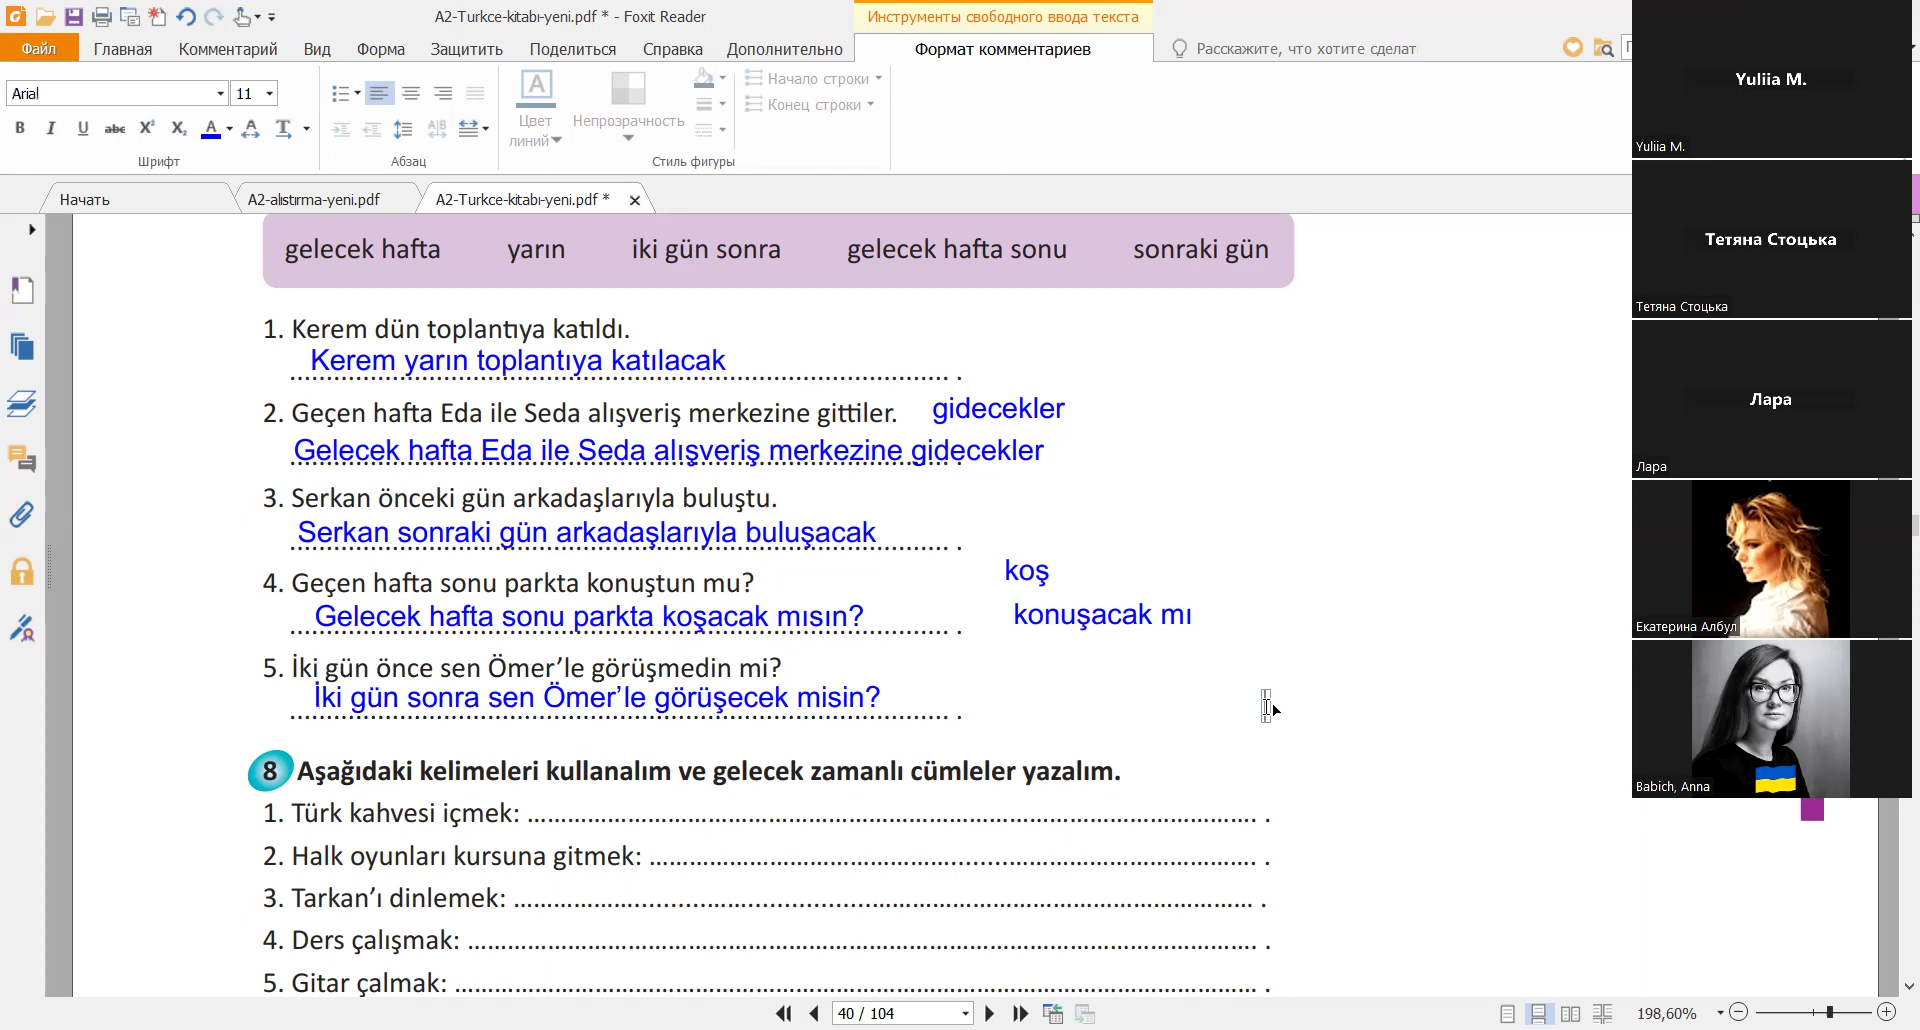 A2-Turkce-kitabı-yeni.pdf * - Foxit Reader
Инструменты свободного ввода текста
Файл Главная Комментарий Вид Форма Защитить Поделиться Справка Дополнительно Формат комментариев Расскажите, что хотите сделат
Arial 11
Цвет линий
Непрозрачность
Начало строки
Конец строки
Шрифт Абзац Стиль фигуры
Начать A2-alıstırma-yeni.pdf A2-Turkce-kitabı-yeni.pdf *
gelecek hafta yarın iki gün sonra gelecek hafta sonu sonraki gün
1. Kerem dün toplantıya katıldı.
Kerem yarın toplantıya katılacak
2. Geçen hafta Eda ile Seda alışveriş merkezine gittiler. gidecekler
Gelecek hafta Eda ile Seda alışveriş merkezine gidecekler
3. Serkan önceki gün arkadaşlarıyla buluştu.
Serkan sonraki gün arkadaşlarıyla buluşacak
koş
4. Geçen hafta sonu parkta konuştun mu?
Gelecek hafta sonu parkta koşacak mısın? konuşacak mı
5. İki gün önce sen Ömer’le görüşmedin mi?
İki gün sonra sen Ömer’le görüşecek misin?
8 Aşağıdaki kelimeleri kullanalım ve gelecek zamanlı cümleler yazalım.
1. Türk kahvesi içmek: .
2. Halk oyunları kursuna gitmek: .
3. Tarkan’ı dinlemek: .
4. Ders çalışmak: .
5. Gitar çalmak: .
40 / 104
198,60%
Yuliia M.
Yuliia M.
Тетяна Стоцька
Тетяна Стоцька
Лара
Лара
Екатерина Албул
Babich, Anna